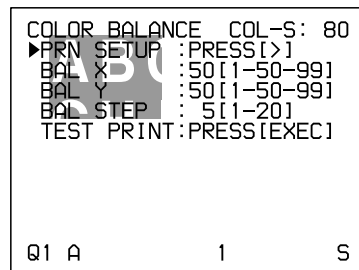 COLOR BALANCE COL-S: 80
▶PRN SETUP :PRESS[>]
BAL X :50[1-50-99]
BAL Y :50[1-50-99]
BAL STEP : 5[1-20]
TEST PRINT:PRESS[EXEC]
Q1 A 1 S